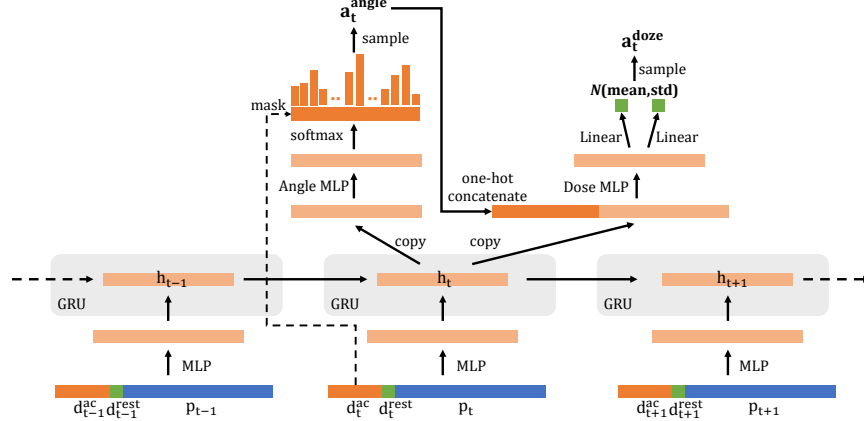 a_t^angle
sample
a_t^doze
sample
N(mean,std)
mask
softmax
Linear
Linear
Angle MLP
one-hot
concatenate
Dose MLP
copy
copy
h_{t-1}
h_t
h_{t+1}
GRU
GRU
GRU
MLP
MLP
MLP
d_{t-1}^ac d_{t-1}^rest p_{t-1}
d_t^ac d_t^rest p_t
d_{t+1}^ac d_{t+1}^rest p_{t+1}